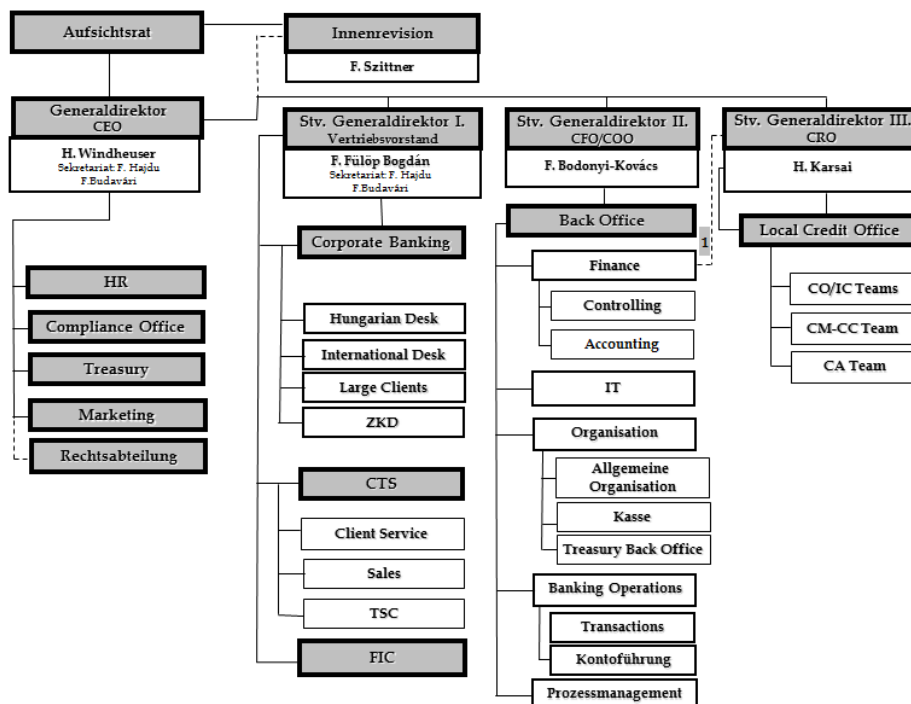 Aufsichtsrat
Innenrevision
F. Szittner
Generaldirektor
CEO
H. Windheuser
Sekretariat: F. Hajdu
F.Budavári
HR
Compliance Office
Treasury
Marketing
Rechtsabteilung
Stv. Generaldirektor I.
Vertriebsvorstand
F. Fülöp Bogdán
Sekretariat: F. Hajdu
F.Budavári
Corporate Banking
Hungarian Desk
International Desk
Large Clients
ZKD
CTS
Client Service
Sales
TSC
FIC
Stv. Generaldirektor II.
CFO/COO
F. Bodonyi-Kovács
Back Office
1
Finance
Controlling
Accounting
IT
Organisation
Allgemeine
Organisation
Kasse
Treasury Back Office
Banking Operations
Transactions
Kontoführung
Prozessmanagement
Stv. Generaldirektor III.
CRO
H. Karsai
Local Credit Office
CO/IC Teams
CM-CC Team
CA Team